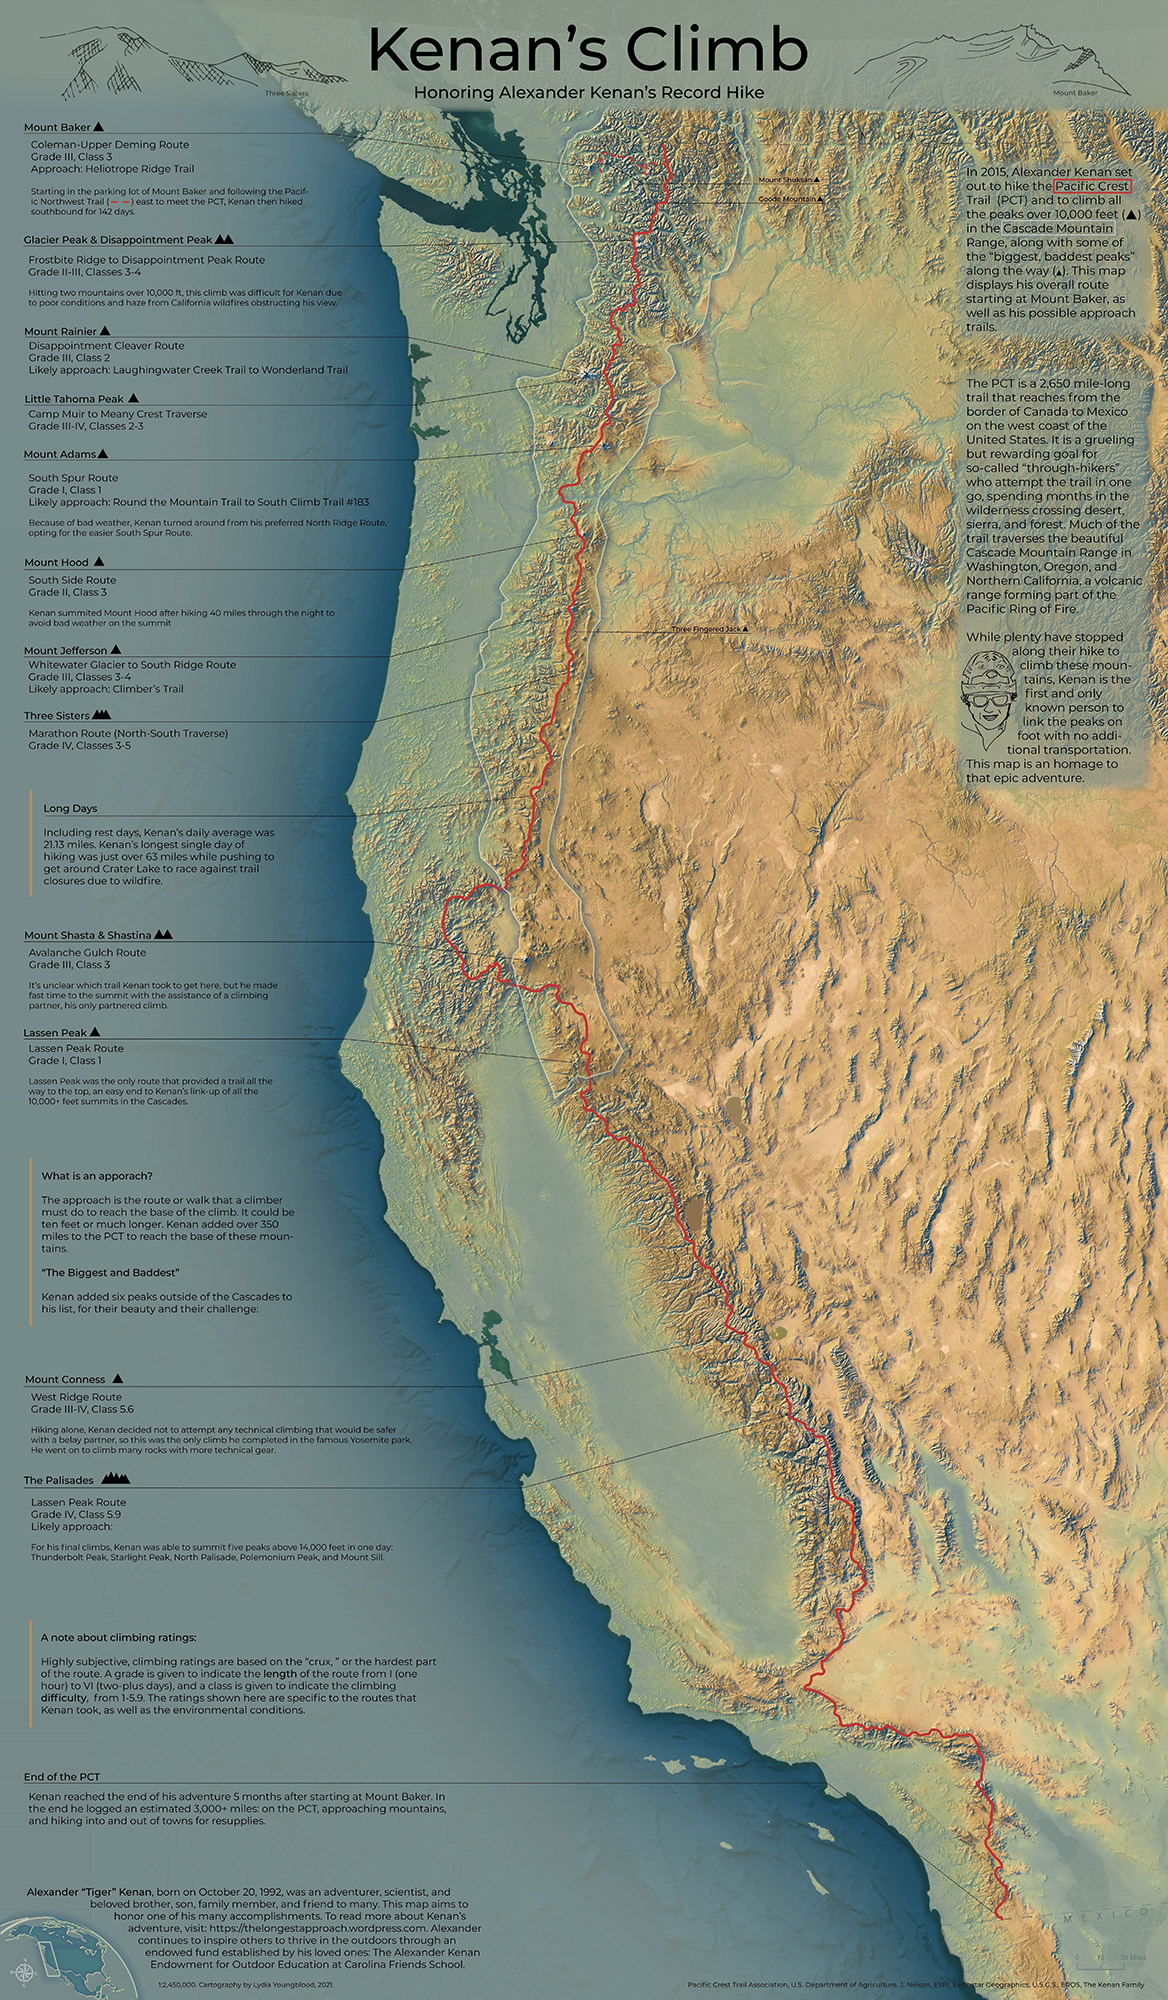 Kenan's Climb
Honoring Alexander Kenan's Record Hike
Three Sisters
Mount Baker
Mount Baker
Coleman-Upper Deming Route
Grade III, Class 3
Approach: Heliotrope Ridge Trail
Starting in the parking lot of Mount Baker and following the Pacif-
ic Northwest Trail ( — — ) east to meet the PCT, Kenan then hiked
southbound for 142 days.
Glacier Peak & Disappointment Peak
Frostbite Ridge to Disappointment Peak Route
Grade II-III, Classes 3-4
Hitting two mountains over 10,000 ft, this climb was difficult for Kenan due
to poor conditions and haze from California wildfires obstructing his view.
Mount Rainier
Disappointment Cleaver Route
Grade III, Class 2
Likely approach: Laughingwater Creek Trail to Wonderland Trail
Little Tahoma Peak
Camp Muir to Meany Crest Traverse
Grade III-IV, Classes 2-3
Mount Adams
South Spur Route
Grade I, Class 1
Likely approach: Round the Mountain Trail to South Climb Trail #183
Because of bad weather, Kenan turned around from his preferred North Ridge Route,
opting for the easier South Spur Route.
Mount Hood
South Side Route
Grade II, Class 3
Kenan summited Mount Hood after hiking 40 miles through the night to
avoid bad weather on the summit
Mount Jefferson
Whitewater Glacier to South Ridge Route
Grade III, Classes 3-4
Likely approach: Climber's Trail
Three Sisters
Marathon Route (North-South Traverse)
Grade IV, Classes 3-5
Long Days
Including rest days, Kenan's daily average was
21.13 miles. Kenan's longest single day of
hiking was just over 63 miles while pushing to
get around Crater Lake to race against trail
closures due to wildfire.
Mount Shasta & Shastina
Avalanche Gulch Route
Grade III, Class 3
It's unclear which trail Kenan took to get here, but he made
fast time to the summit with the assistance of a climbing
partner, his only partnered climb.
Lassen Peak
Lassen Peak Route
Grade I, Class 1
Lassen Peak was the only route that provided a trail all the
way to the top, an easy end to Kenan's link-up of all the
10,000+ feet summits in the Cascades.
What is an apporach?
The approach is the route or walk that a climber
must do to reach the base of the climb. It could be
ten feet or much longer. Kenan added over 350
miles to the PCT to reach the base of these moun-
tains.
"The Biggest and Baddest"
Kenan added six peaks outside of the Cascades to
his list, for their beauty and their challenge:
Mount Conness
West Ridge Route
Grade III-IV, Class 5.6
Hiking alone, Kenan decided not to attempt any technical climbing that would be safer
with a belay partner, so this was the only climb he completed in the famous Yosemite park.
He went on to climb many rocks with more technical gear.
The Palisades
Lassen Peak Route
Grade IV, Class 5.9
Likely approach:
For his final climbs, Kenan was able to summit five peaks above 14,000 feet in one day:
Thunderbolt Peak, Starlight Peak, North Palisade, Polemonium Peak, and Mount Sill.
A note about climbing ratings:
Highly subjective, climbing ratings are based on the "crux, " or the hardest part
of the route. A grade is given to indicate the length of the route from I (one
hour) to VI (two-plus days), and a class is given to indicate the climbing
difficulty, from 1-5.9. The ratings shown here are specific to the routes that
Kenan took, as well as the environmental conditions.
End of the PCT
Kenan reached the end of his adventure 5 months after starting at Mount Baker. In
the end he logged an estimated 3,000+ miles: on the PCT, approaching mountains,
and hiking into and out of towns for resupplies.
Alexander "Tiger" Kenan, born on October 20, 1992, was an adventurer, scientist, and
beloved brother, son, family member, and friend to many. This map aims to
honor one of his many accomplishments. To read more about Kenan's
adventure, visit: https://thelongestapproach.wordpress.com. Alexander
continues to inspire others to thrive in the outdoors through an
endowed fund established by his loved ones: The Alexander Kenan
Endowment for Outdoor Education at Carolina Friends School.
1:2,450,000. Cartography by Lydia Youngblood, 2021.
Mount Shuksan
Goode Mountain
Three Fingered Jack
In 2015, Alexander Kenan set
out to hike the Pacific Crest
Trail (PCT) and to climb all
the peaks over 10,000 feet (▲)
in the Cascade Mountain
Range, along with some of
the "biggest, baddest peaks"
along the way (▲). This map
displays his overall route
starting at Mount Baker, as
well as his possible approach
trails.
The PCT is a 2,650 mile-long
trail that reaches from the
border of Canada to Mexico
on the west coast of the
United States. It is a grueling
but rewarding goal for
so-called "through-hikers"
who attempt the trail in one
go, spending months in the
wilderness crossing desert,
sierra, and forest. Much of the
trail traverses the beautiful
Cascade Mountain Range in
Washington, Oregon, and
Northern California, a volcanic
range forming part of the
Pacific Ring of Fire.
While plenty have stopped
along their hike to
climb these moun-
tains, Kenan is the
first and only
known person to
link the peaks on
foot with no addi-
tional transportation.
This map is an homage to
that epic adventure.
MEXICO
Pacific Crest Trail Association, U.S. Department of Agriculture, J. Nelson, ESRI, Earthstar Geographics, U.S.G.S., EROS, The Kenan Family